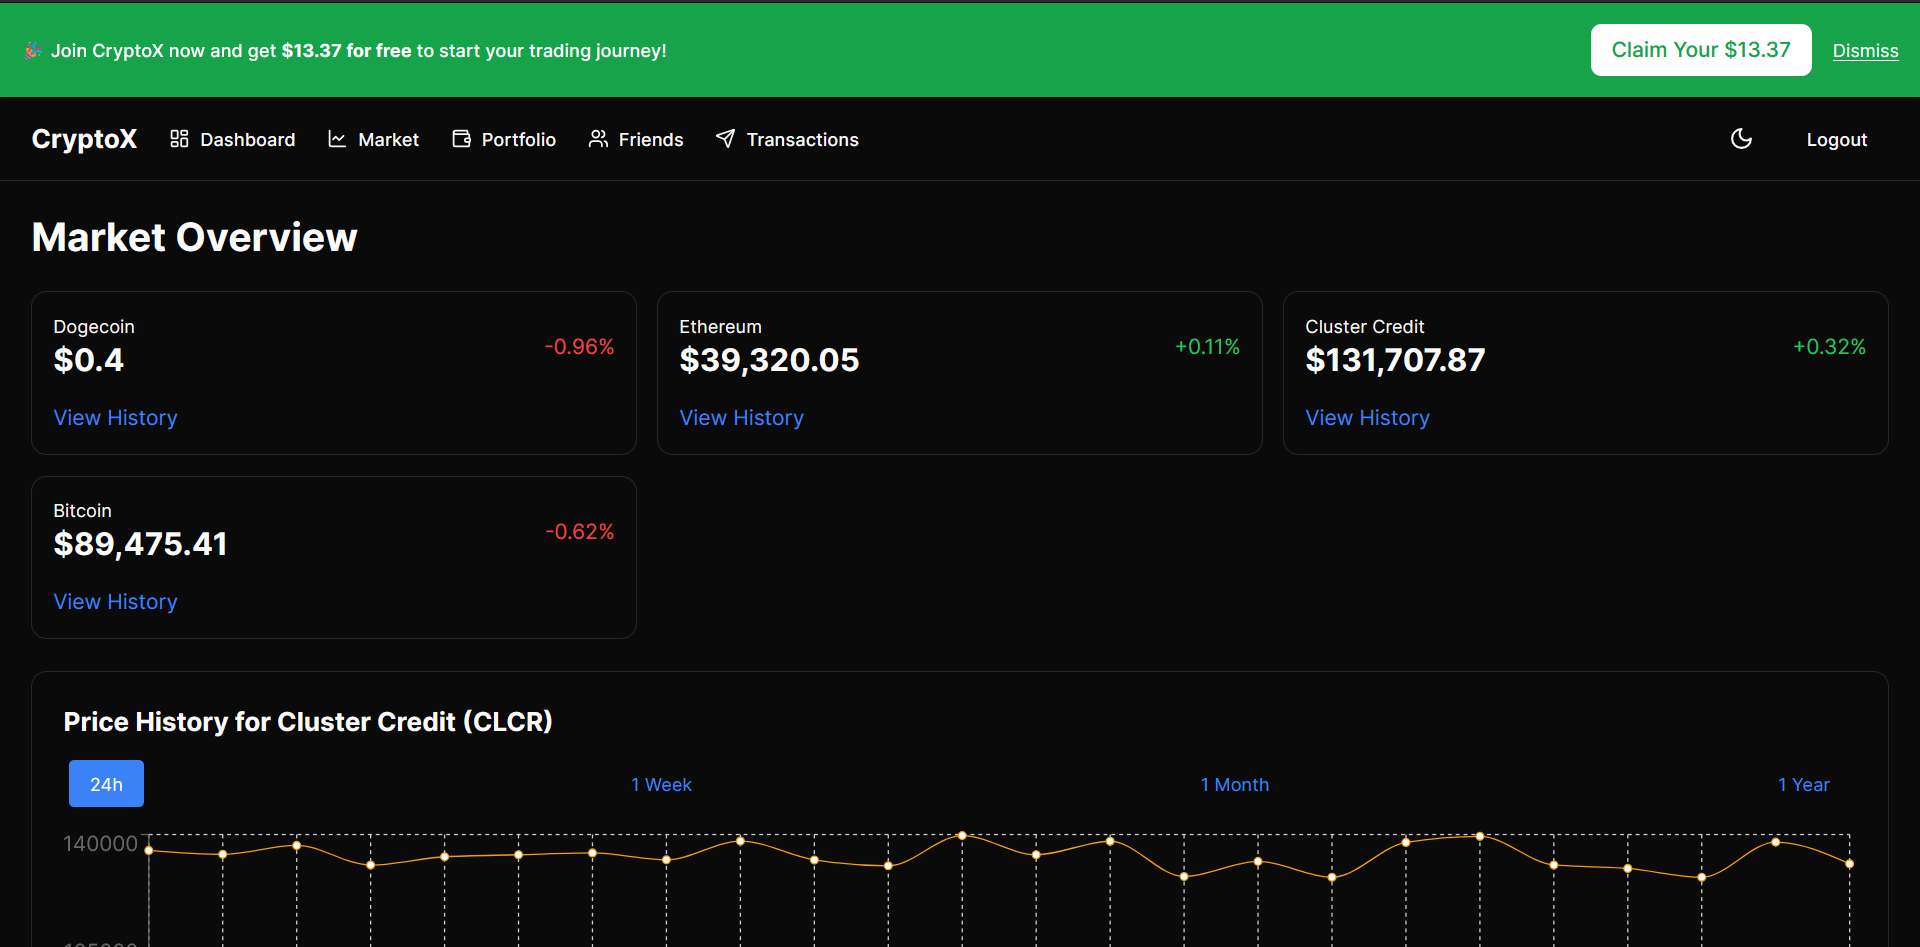 🎉 Join CryptoX now and get $13.37 for free to start your trading journey!
Claim Your $13.37
Dismiss
CryptoX
Dashboard
Market
Portfolio
Friends
Transactions
Logout
Market Overview
Dogecoin
$0.4
-0.96%
View History
Ethereum
$39,320.05
+0.11%
View History
Cluster Credit
$131,707.87
+0.32%
View History
Bitcoin
$89,475.41
-0.62%
View History
Price History for Cluster Credit (CLCR)
24h
1 Week
1 Month
1 Year
140000